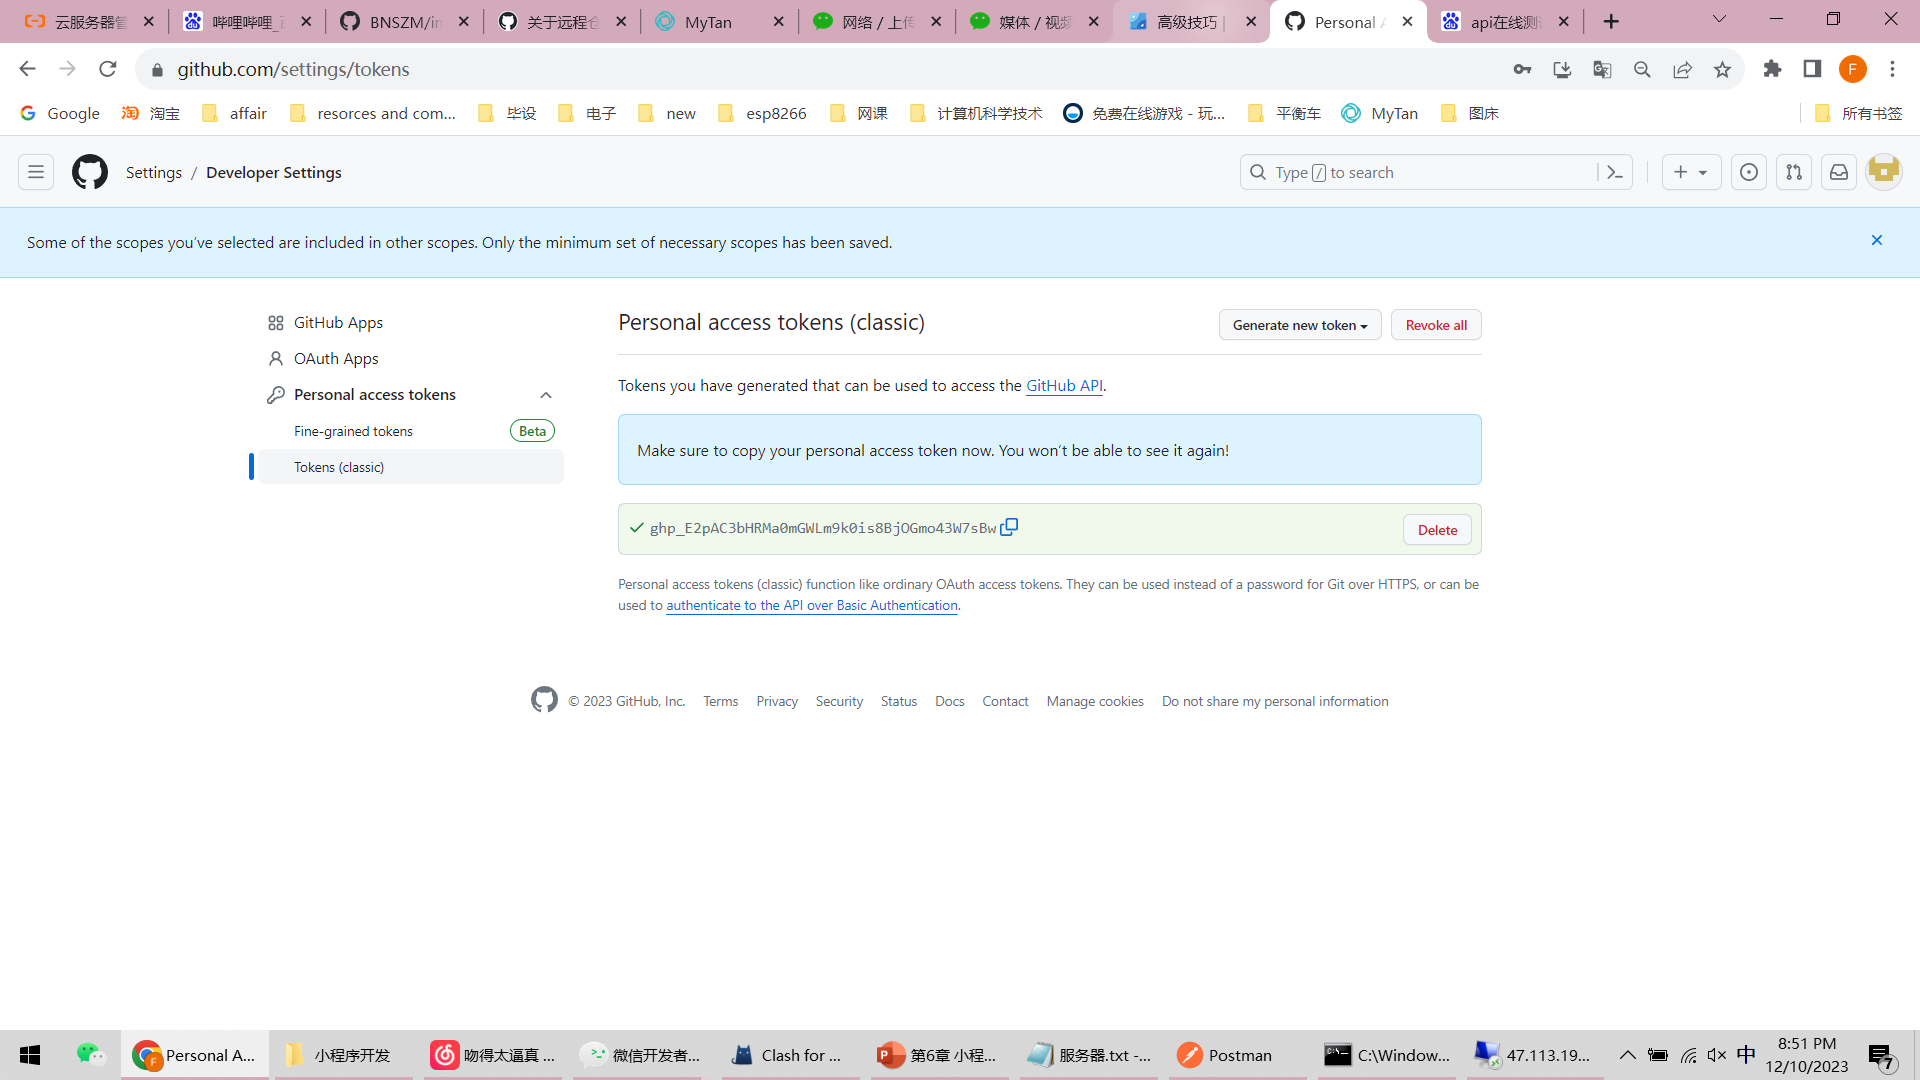 云服务器管
哔哩哔哩_
BNSZM/in
关于远程仓
MyTan
网络 / 上传
媒体 / 视频
高级技巧 |
Personal A
api在线测
github.com/settings/tokens
F
Google
淘宝
affair
resorces and com...
毕设
电子
new
esp8266
网课
计算机科学技术
免费在线游戏 - 玩...
平衡车
MyTan
图床
所有书签
Settings / Developer Settings
Type / to search
Some of the scopes you've selected are included in other scopes. Only the minimum set of necessary scopes has been saved.
GitHub Apps
OAuth Apps
Personal access tokens
Fine-grained tokens Beta
Tokens (classic)
Personal access tokens (classic)
Generate new token
Revoke all
Tokens you have generated that can be used to access the GitHub API.
Make sure to copy your personal access token now. You won't be able to see it again!
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
Delete
Personal access tokens (classic) function like ordinary OAuth access tokens. They can be used instead of a password for Git over HTTPS, or can be
used to authenticate to the API over Basic Authentication.
© 2023 GitHub, Inc. Terms Privacy Security Status Docs Contact Manage cookies Do not share my personal information
Personal A...
小程序开发
吻得太逼真 ...
微信开发者...
Clash for ...
第6章 小程...
服务器.txt -...
Postman
C:\Window...
47.113.19...
中
8:51 PM
12/10/2023
7